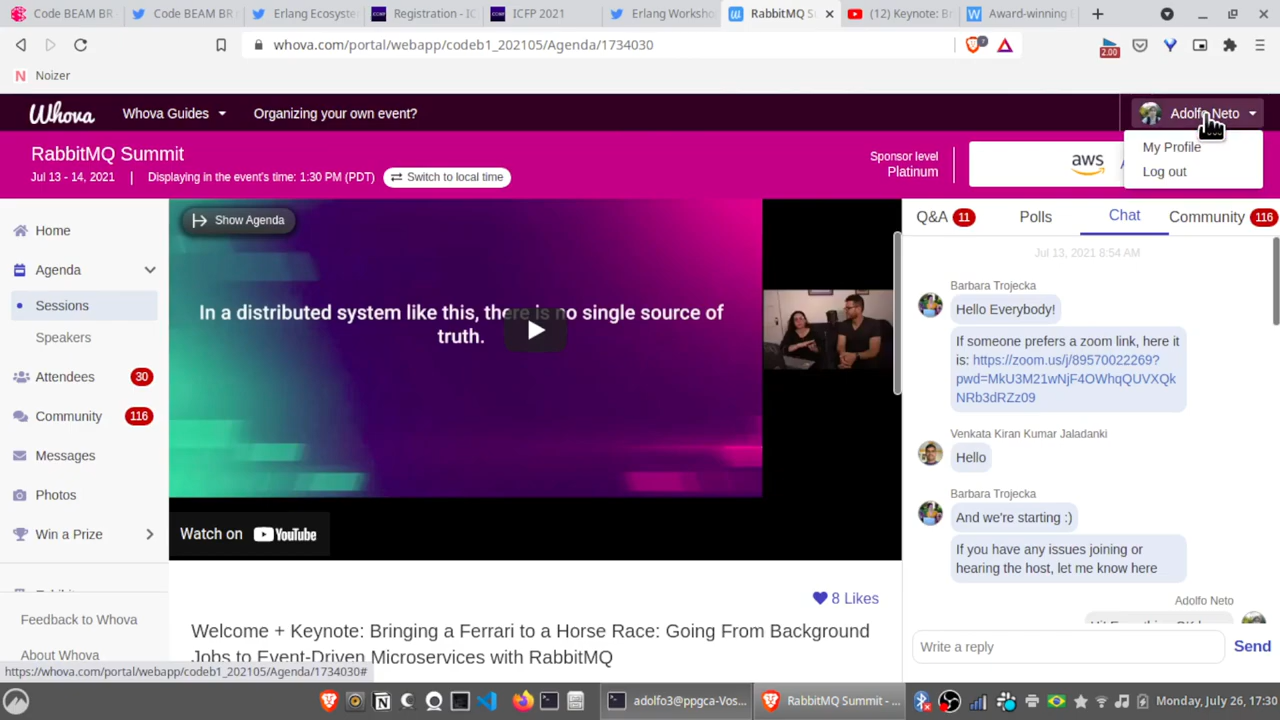 Code BEAM BR
Code BEAM BR
Erlang Ecosyste
Registration - IC
ICFP 2021
Erlang Worksho
RabbitMQ S
(12) Keynote: B
Award-winning
whova.com/portal/webapp/codeb1_202105/Agenda/1734030
7
2.00
N Noizer
Whova
Whova Guides
Organizing your own event?
Adolfo Neto
My Profile
Log out
RabbitMQ Summit
Jul 13 - 14, 2021 | Displaying in the event's time: 1:30 PM (PDT)
Switch to local time
Sponsor level
Platinum
aws
Home
Agenda
Sessions
Speakers
Attendees 30
Community 116
Messages
Photos
Win a Prize
Feedback to Whova
About Whova
Show Agenda
In a distributed system like this, there is no single source of
truth.
Watch on YouTube
8 Likes
Welcome + Keynote: Bringing a Ferrari to a Horse Race: Going From Background
Jobs to Event-Driven Microservices with RabbitMQ
Q&A 11
Polls
Chat
Community 116
Jul 13, 2021 8:54 AM
Barbara Trojecka
Hello Everybody!
If someone prefers a zoom link, here it
is: https://zoom.us/j/89570022269?
pwd=MkU3M21wNjF4OWhqQUVXQk
NRb3dRZz09
Venkata Kiran Kumar Jaladanki
Hello
Barbara Trojecka
And we're starting :)
If you have any issues joining or
hearing the host, let me know here
Adolfo Neto
Write a reply
Send
https://whova.com/portal/webapp/codeb1_202105/Agenda/1734030#
adolfo3@ppgca-Vos...
RabbitMQ Summit - ...
Monday, July 26, 17:30